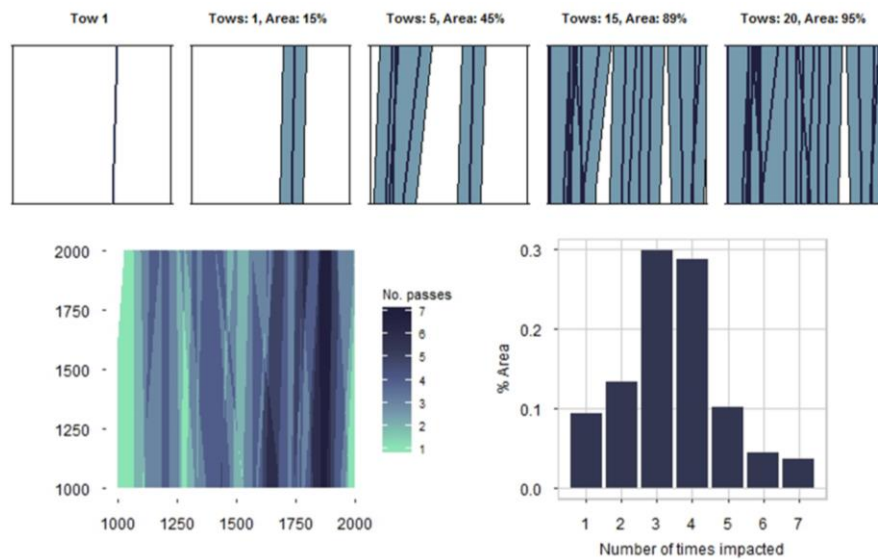 Tow 1
Tows: 1, Area: 15%
Tows: 5, Area: 45%
Tows: 15, Area: 89%
Tows: 20, Area: 95%
2000
1750
1500
1250
1000
1000 1250 1500 1750 2000
No. passes
7
6
5
4
3
2
1
% Area
0.3
0.2
0.1
0.0
1 2 3 4 5 6 7
Number of times impacted